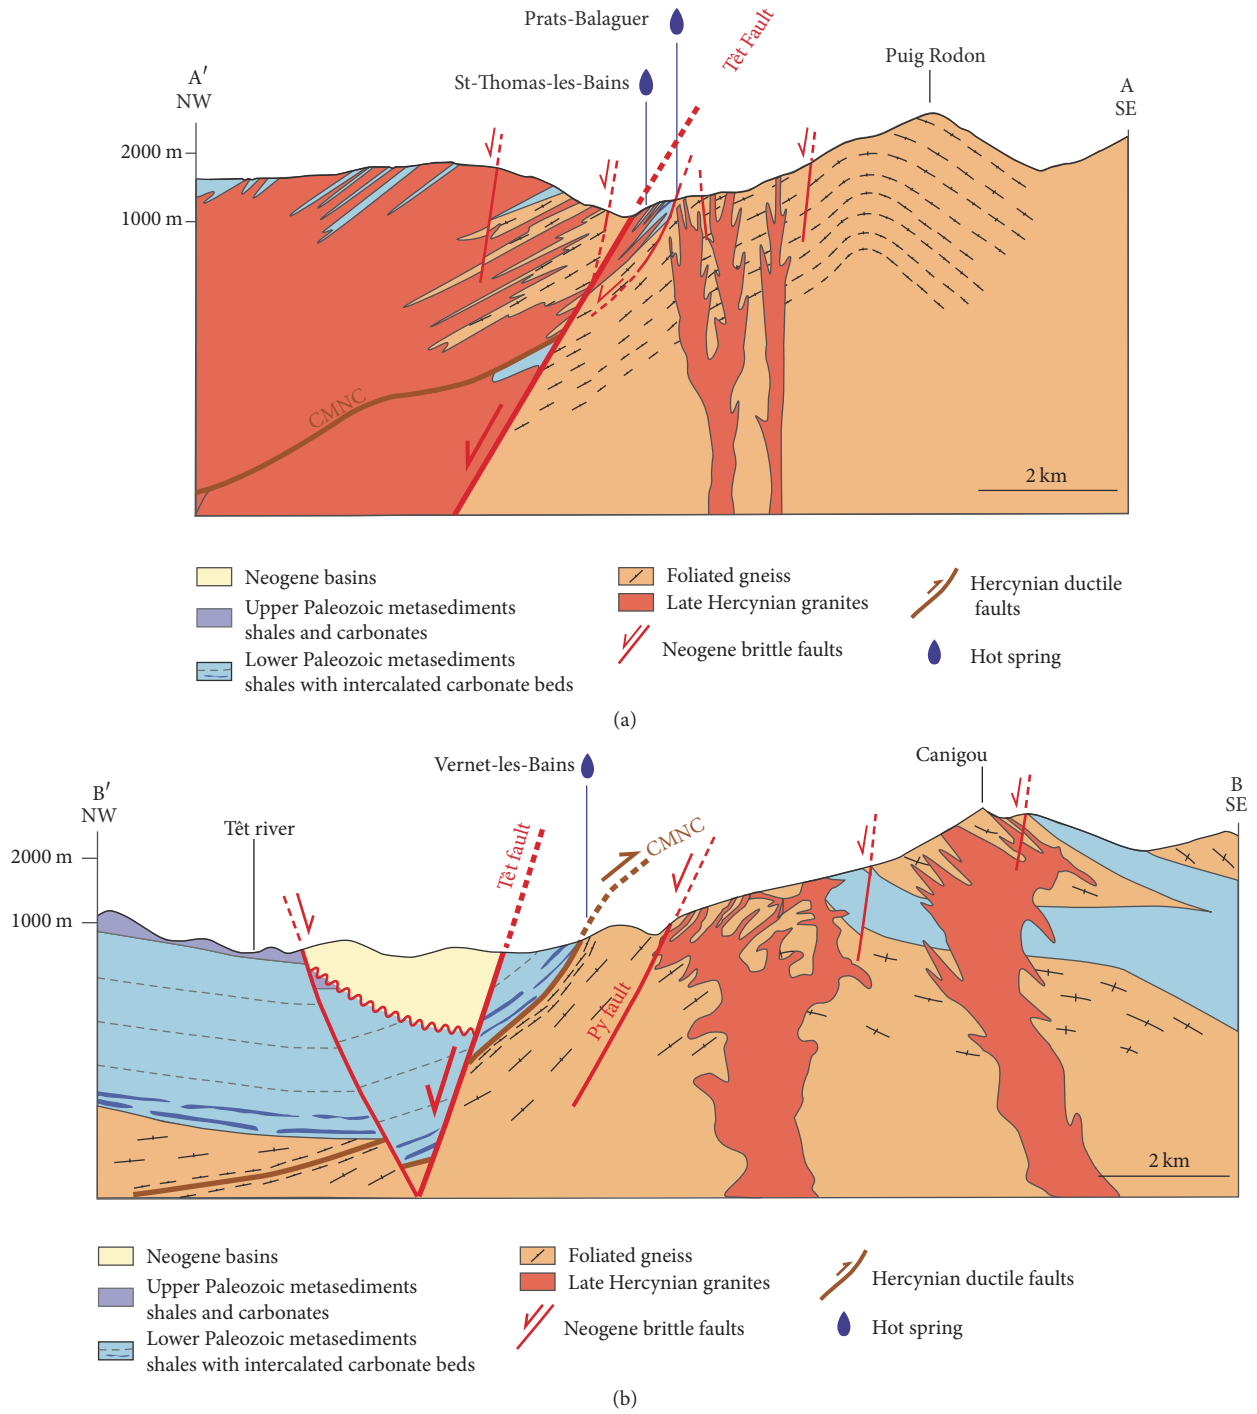 Prats-Balaguer
St-Thomas-les-Bains
Têt Fault
Puig Rodon
A′
NW
A
SE
2000 m
1000 m
CMNC
2 km
Neogene basins
Upper Paleozoic metasediments
shales and carbonates
Lower Paleozoic metasediments
shales with intercalated carbonate beds
Foliated gneiss
Late Hercynian granites
Neogene brittle faults
Hercynian ductile
faults
Hot spring
(a)
Vernet-les-Bains
Canigou
B′
NW
B
SE
Têt river
Têt fault
CMNC
2000 m
1000 m
Py fault
2 km
Neogene basins
Upper Paleozoic metasediments
shales and carbonates
Lower Paleozoic metasediments
shales with intercalated carbonate beds
Foliated gneiss
Late Hercynian granites
Neogene brittle faults
Hercynian ductile faults
Hot spring
(b)